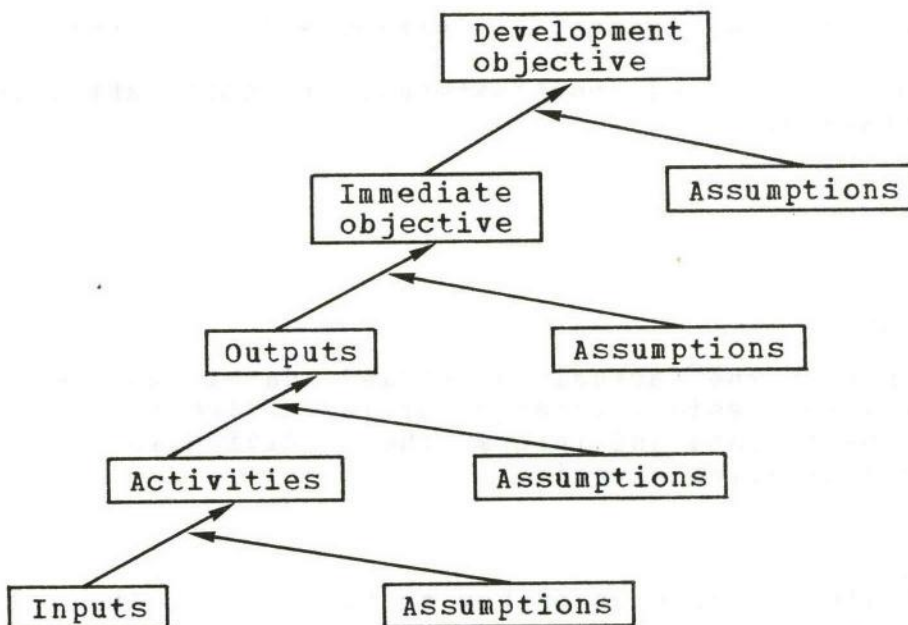 Development
objective
Immediate
objective
Assumptions
Outputs
Assumptions
Activities
Assumptions
Inputs
Assumptions